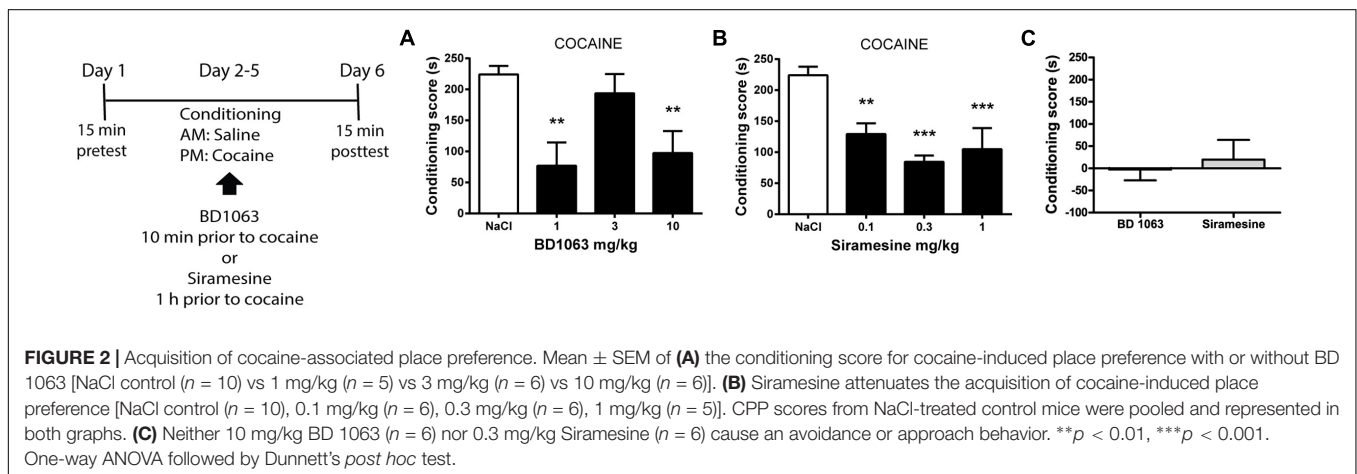 Day 1
Day 2-5
Day 6
15 min
pretest
Conditioning
AM: Saline
PM: Cocaine
15 min
posttest
BD1063
10 min prior to cocaine
or
Siramesine
1 h prior to cocaine
A
COCAINE
Conditioning score (s)
250
200
150
100
50
0
**
**
NaCl
1
3
10
BD1063 mg/kg
B
COCAINE
Conditioning score (s)
250
200
150
100
50
0
**
***
***
NaCl
0.1
0.3
1
Siramesine mg/kg
C
Conditioning score (s)
250
200
150
100
50
0
-50
-100
BD 1063
Siramesine
FIGURE 2 | Acquisition of cocaine-associated place preference. Mean ± SEM of (A) the conditioning score for cocaine-induced place preference with or without BD
1063 [NaCl control (n = 10) vs 1 mg/kg (n = 5) vs 3 mg/kg (n = 6) vs 10 mg/kg (n = 6)]. (B) Siramesine attenuates the acquisition of cocaine-induced place
preference [NaCl control (n = 10), 0.1 mg/kg (n = 6), 0.3 mg/kg (n = 6), 1 mg/kg (n = 5)]. CPP scores from NaCl-treated control mice were pooled and represented in
both graphs. (C) Neither 10 mg/kg BD 1063 (n = 6) nor 0.3 mg/kg Siramesine (n = 6) cause an avoidance or approach behavior. **p < 0.01, ***p < 0.001.
One-way ANOVA followed by Dunnett's post hoc test.